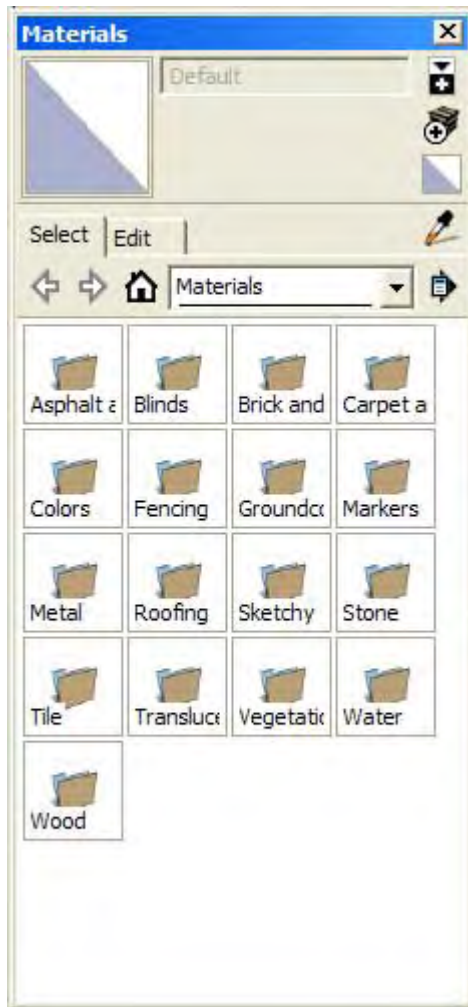 Materials
Default
Select Edit
Materials
Asphalt a Blinds Brick and Carpet a
Colors Fencing Groundco Markers
Metal Roofing Sketchy Stone
Tile Transluce Vegetatic Water
Wood